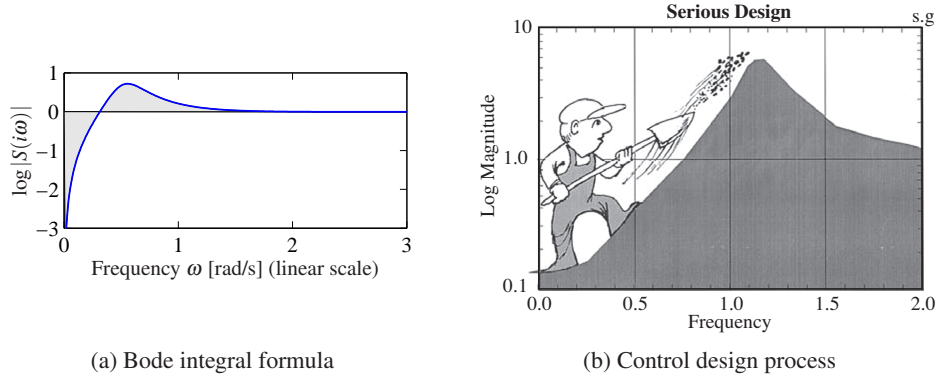 1
0
−1
−2
−3
log|S(iω)|
0
1
2
3
Frequency ω [rad/s] (linear scale)
(a) Bode integral formula
Serious Design
s.g
10
1.0
0.1
Log Magnitude
0.0
0.5
1.0
1.5
2.0
Frequency
(b) Control design process